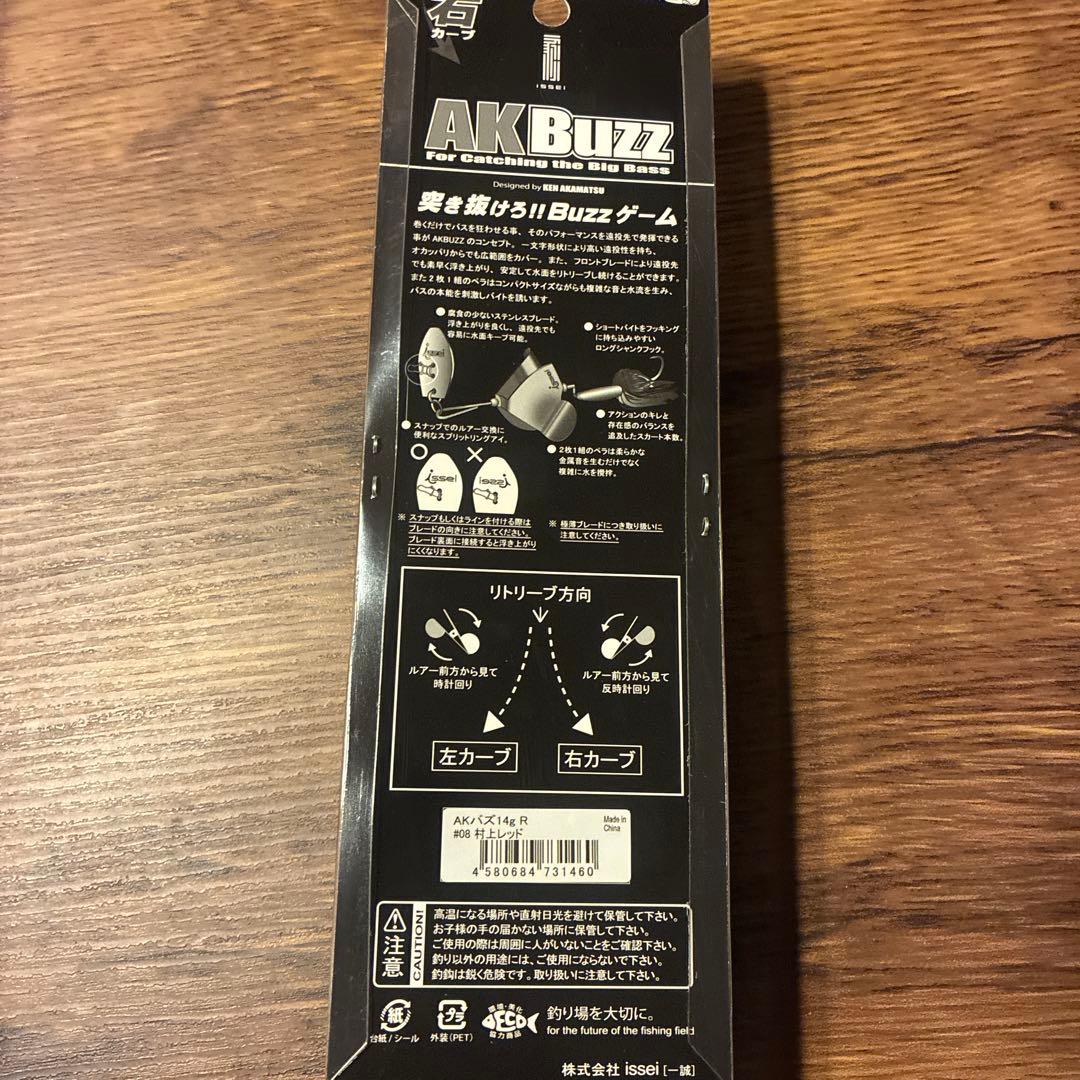 右
カーブ
ISSEI
AKBuzz
For Catching the Big Bass
Designed by KEN AKAMATSU
突き抜けろ!!Buzzゲーム
巻くだけでバスを狂わせる事、そのパフォーマンスを遠投先で発揮できる
事が AKBUZZ のコンセプト。一文字形状により高い遠投性を持ち、
オカッパリからでも広範囲をカバー。また、フロントブレードにより遠投先
でも素早く浮き上がり、安定して水面をリトリーブし続けることができます。
また2枚1組のペラはコンパクトサイズながらも複雑な音と水流を生み、
バスの本能を刺激しバイトを誘います。
● 腐食の少ないステンレスブレード。
浮き上がりを良くし、遠投先でも
容易に水面キープ可能。
● ショートバイトをフッキング
に持ち込みやすい
ロングシャンクフック。
issei
issei
● アクションのキレと
存在感のバランスを
追及したスカート本数。
● スナップでのルアー交換に
便利なスプリットリングアイ。
● 2枚1組のペラは柔らかな
金属音を生むだけでなく
複雑に水を攪拌。
○ ×
issei issei
※ スナップもしくはラインを付ける際は
ブレードの向きに注意してください。
ブレード裏面に接続すると浮き上がり
にくくなります。
※ 極薄ブレードにつき取り扱いに
注意してください。
リトリーブ方向
ルアー前方から見て
時計回り
ルアー前方から見て
反時計回り
左カーブ
右カーブ
AKバズ14g R
#08 村上レッド
Made in
China
4 580684 731460
注意
CAUTION!
高温になる場所や直射日光を避けて保管して下さい。
お子様の手の届かない場所に保管して下さい。
ご使用の際は周囲に人がいないことをご確認下さい。
釣り以外の用途には、ご使用にならないで下さい。
釣鈎は鋭く危険です。取り扱いに注意して下さい。
紙
台紙/シール
プラ
外装(PET)
環境・美化
ECO
協力商品
釣り場を大切に。
for the future of the fishing field
株式会社 issei [一誠]